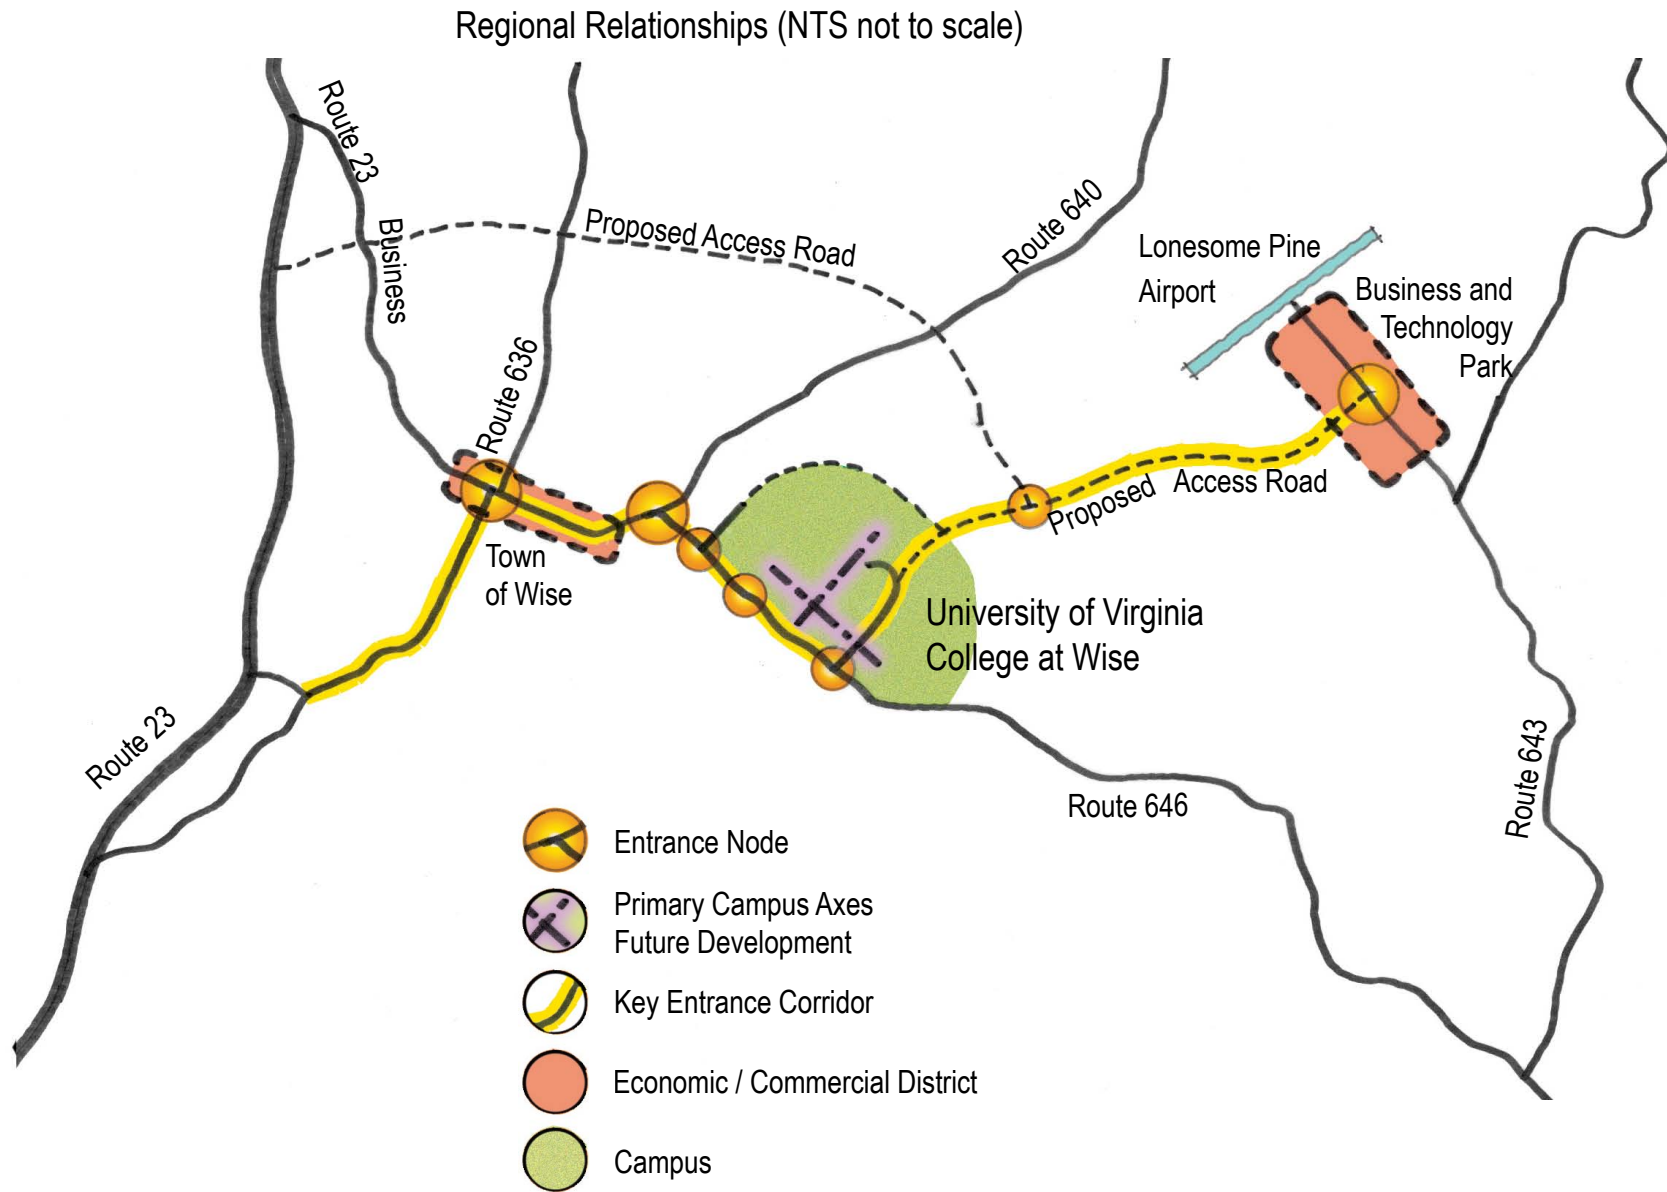 Regional Relationships (NTS not to scale)
Route 23
Business
Route 636
Proposed Access Road
Route 640
Lonesome Pine
Airport
Business and
Technology
Park
Proposed
Access Road
Town
of Wise
University of Virginia
College at Wise
Route 23
Route 646
Route 643
Entrance Node
Primary Campus Axes
Future Development
Key Entrance Corridor
Economic / Commercial District
Campus